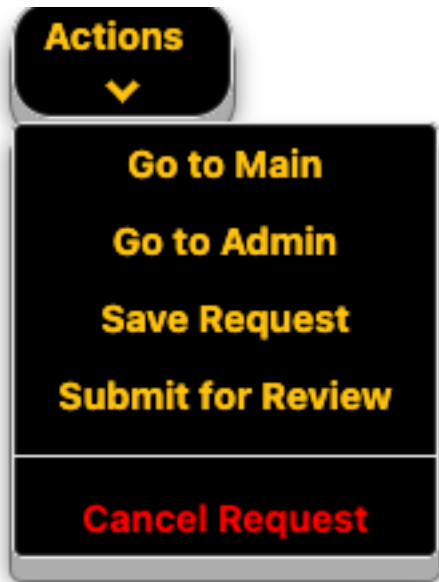 Actions
Go to Main
Go to Admin
Save Request
Submit for Review
Cancel Request